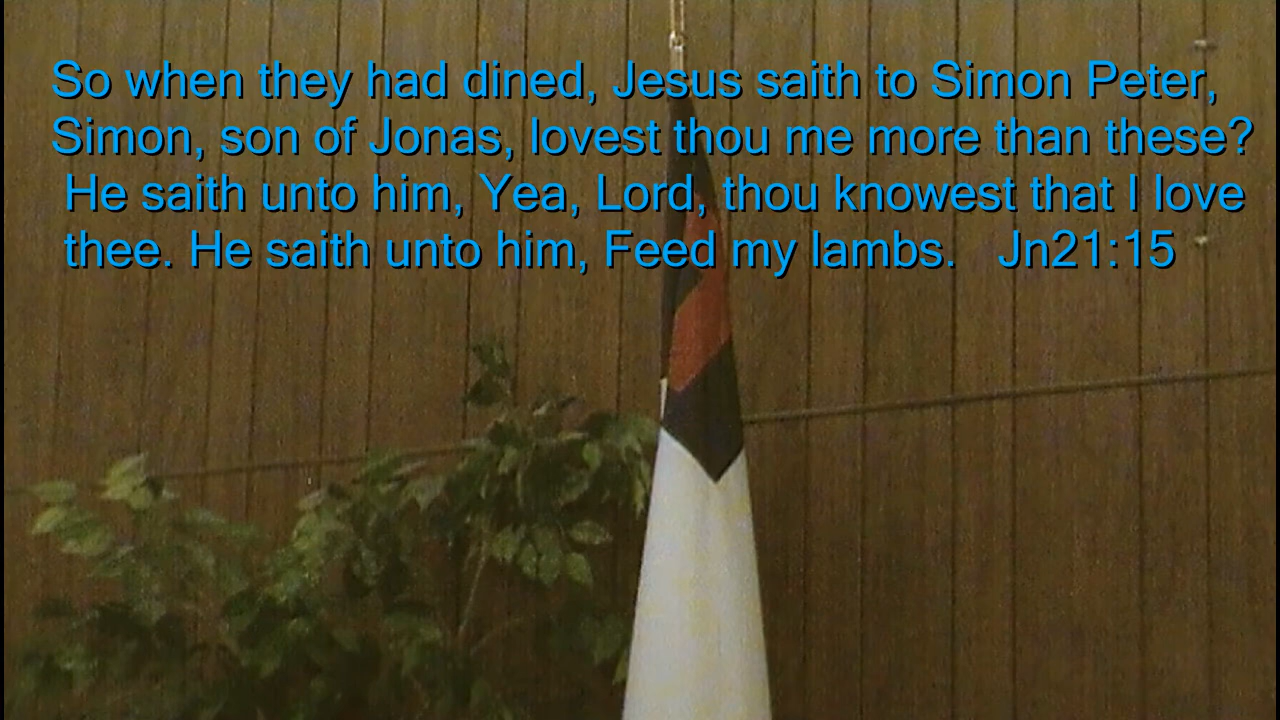 So when they had dined, Jesus saith to Simon Peter,
Simon, son of Jonas, lovest thou me more than these?
He saith unto him, Yea, Lord, thou knowest that I love
thee. He saith unto him, Feed my lambs. Jn21:15